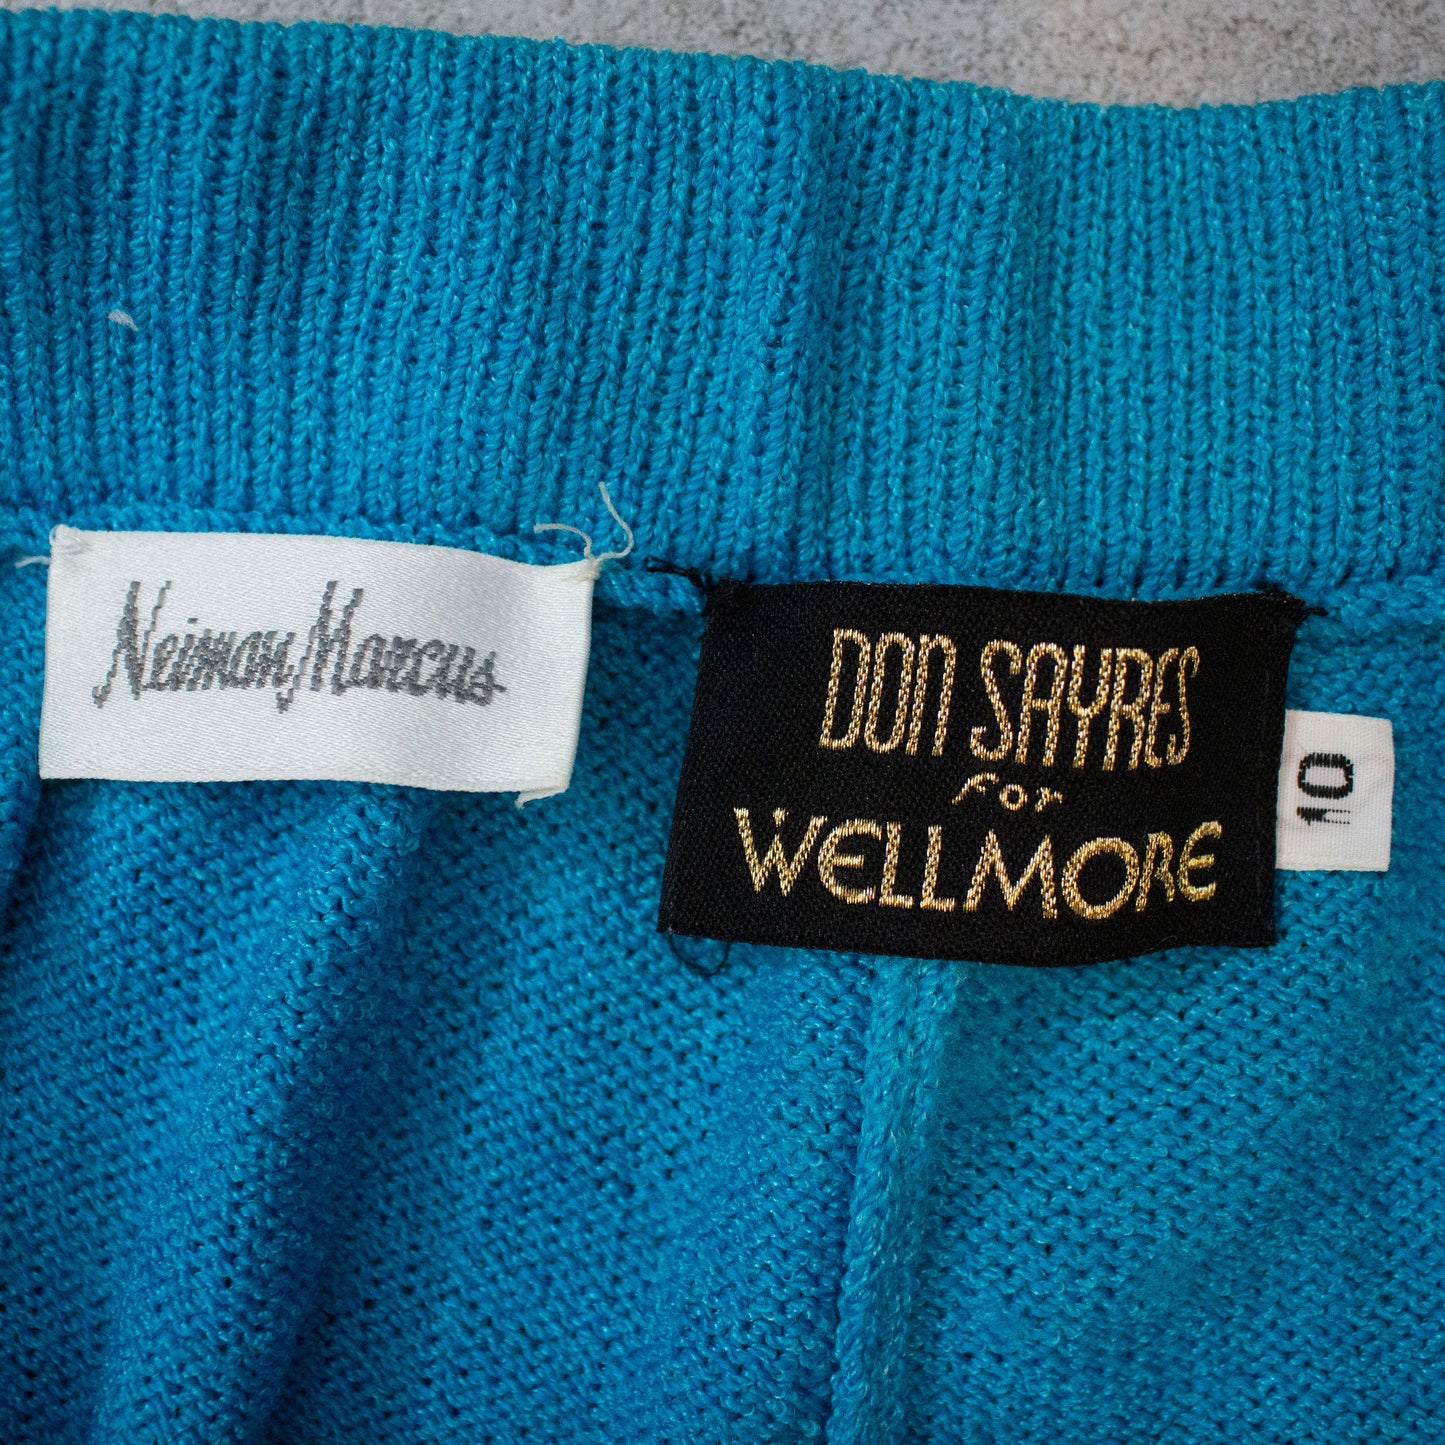 Neiman Marcus
DON SAYRES
for
WELLMORE
10